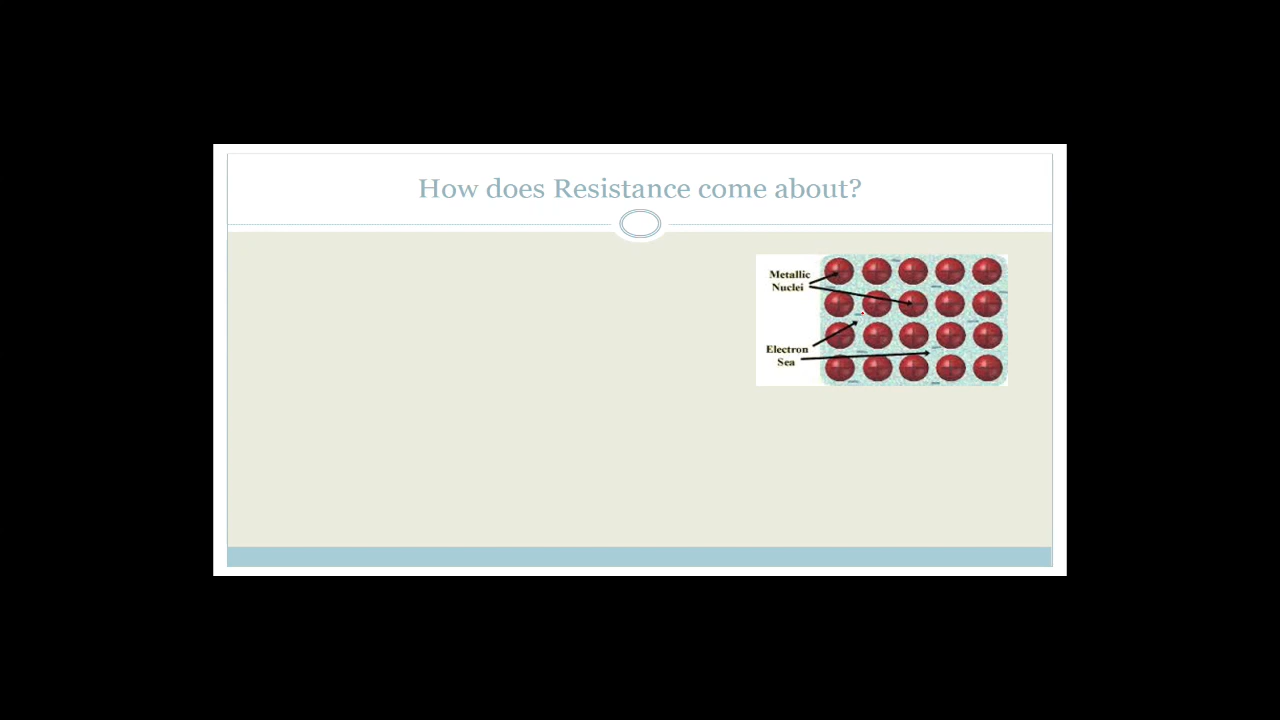 How does Resistance come about?
Metallic
Nuclei
Electron
Sea